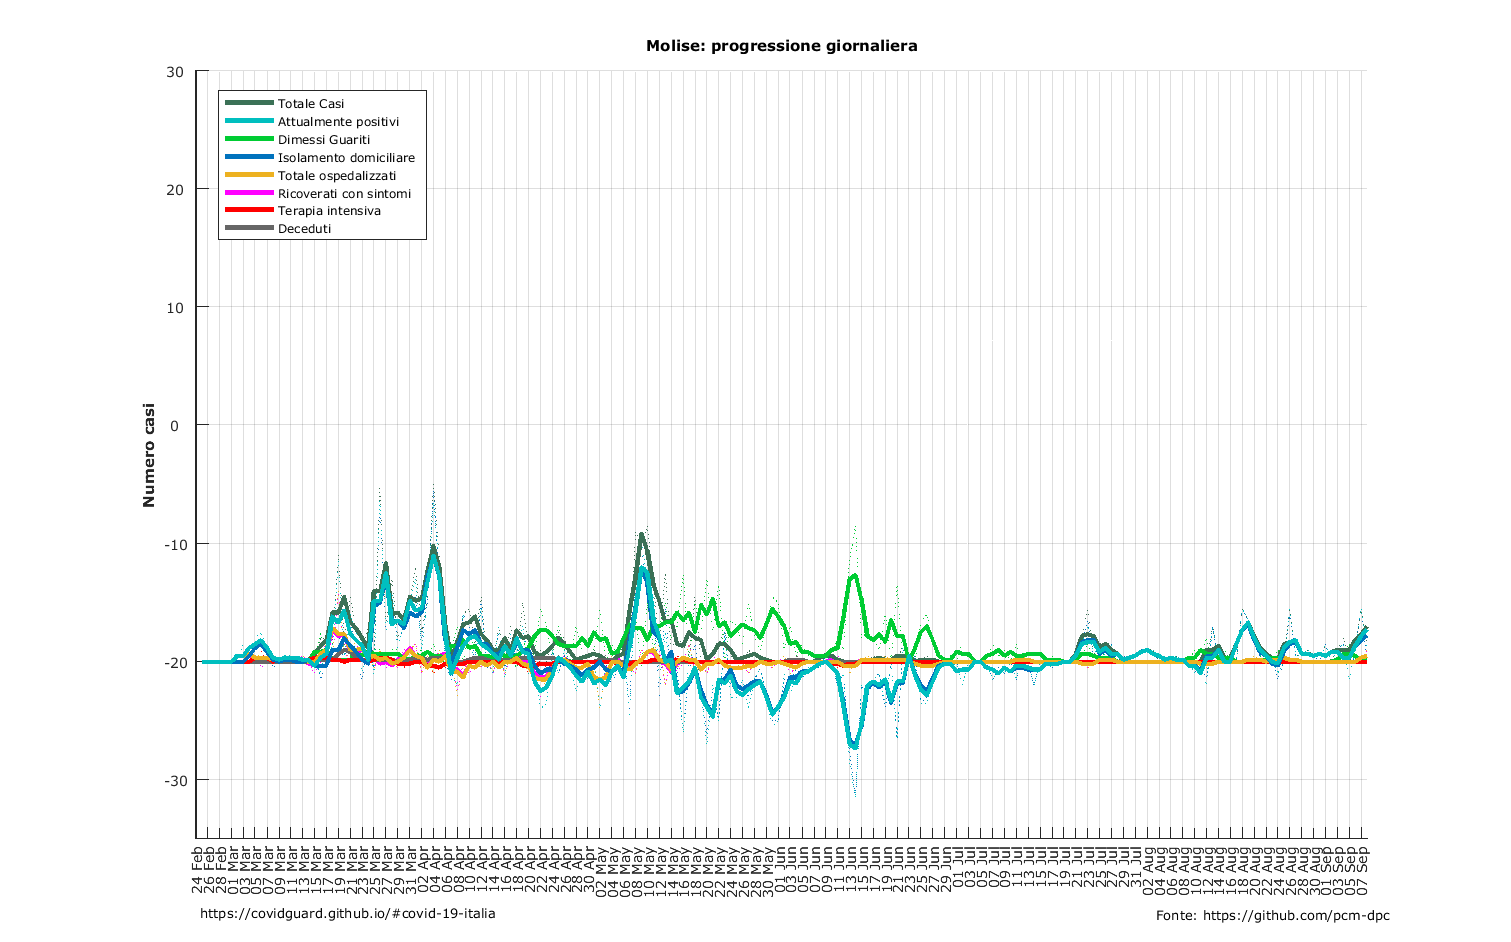 Molise: progressione giornaliera
30
20
10
0
-10
-20
-30
Numero casi
Totale Casi
Attualmente positivi
Dimessi Guariti
Isolamento domiciliare
Totale ospedalizzati
Ricoverati con sintomi
Terapia intensiva
Deceduti
24 Feb
26 Feb
28 Feb
01 Mar
03 Mar
05 Mar
07 Mar
09 Mar
11 Mar
13 Mar
15 Mar
17 Mar
19 Mar
21 Mar
23 Mar
25 Mar
27 Mar
29 Mar
31 Mar
02 Apr
04 Apr
06 Apr
08 Apr
10 Apr
12 Apr
14 Apr
16 Apr
18 Apr
20 Apr
22 Apr
24 Apr
26 Apr
28 Apr
30 Apr
02 May
04 May
06 May
08 May
10 May
12 May
14 May
16 May
18 May
20 May
22 May
24 May
26 May
28 May
30 May
01 Jun
03 Jun
05 Jun
07 Jun
09 Jun
11 Jun
13 Jun
15 Jun
17 Jun
19 Jun
21 Jun
23 Jun
25 Jun
27 Jun
29 Jun
01 Jul
03 Jul
05 Jul
07 Jul
09 Jul
11 Jul
13 Jul
15 Jul
17 Jul
19 Jul
21 Jul
23 Jul
25 Jul
27 Jul
29 Jul
31 Jul
02 Aug
04 Aug
06 Aug
08 Aug
10 Aug
12 Aug
14 Aug
16 Aug
18 Aug
20 Aug
22 Aug
24 Aug
26 Aug
28 Aug
30 Aug
01 Sep
03 Sep
05 Sep
07 Sep
https://covidguard.github.io/#covid-19-italia
Fonte: https://github.com/pcm-dpc